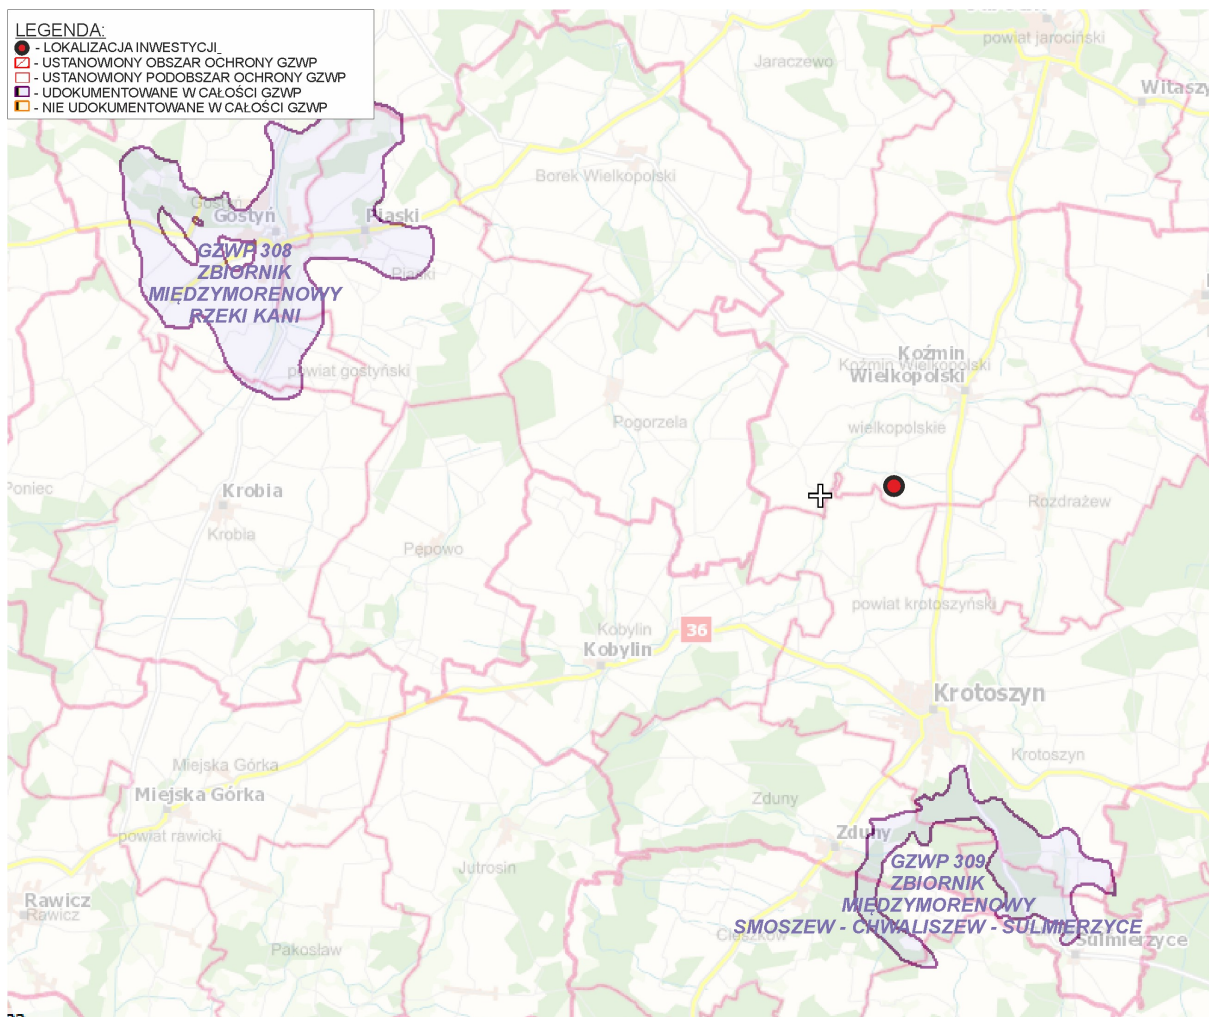 LEGENDA:
- LOKALIZACJA INWESTYCJI
- USTANOWIONY OBSZAR OCHRONY GZWP
- USTANOWIONY PODOBSZAR OCHRONY GZWP
- UDOKUMENTOWANE W CAŁOŚCI GZWP
- NIE UDOKUMENTOWANE W CAŁOŚCI GZWP
powiat jarociński
Jaraczewo
Witaszy
Borek Wielkopolski
Gostyń
Gostyń
Piaski
Piaski
GZWP 308
ZBIORNIK
MIĘDZYMORENOWY
RZEKI KANI
powiat gostyński
Koźmin
Koźmin Wielkopolski
Wielkopolski
wielkopolskie
Pogorzela
Poniec
Krobia
Krobia
Pępowo
Rozdrażew
powiat krotoszyński
Kobylin
36
Kobylin
Krotoszyn
Krotoszyn
Miejska Górka
Miejska Górka
powiat rawicki
Zduny
Zduny
Jutrosin
GZWP 309
ZBIORNIK
MIĘDZYMORENOWY
SMOSZEW - CHWALISZEW - SULMIERZYCE
Rawicz
Rawicz
Pakosław
Cieszków
Sulmierzyce